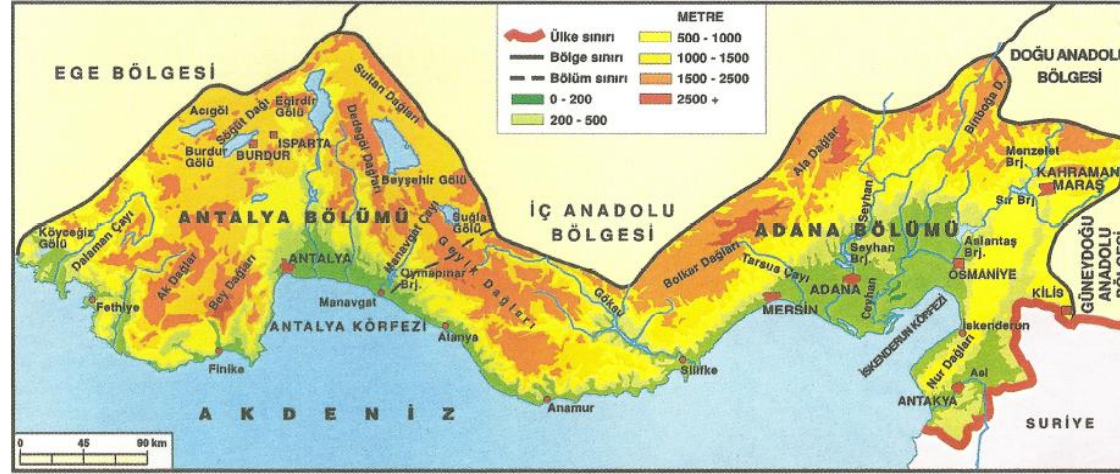 METRE
Ülke sınırı
Bölge sınırı
Bölüm sınırı
0 - 200
200 - 500
500 - 1000
1000 - 1500
1500 - 2500
2500 +
EGE BÖLGESİ
İÇ ANADOLU
BÖLGESİ
DOĞU ANADOLU
BÖLGESİ
GÜNEYDOĞU
ANADOLU
BÖLGESİ
Acıgöl
Söğüt Dağı
Eğirdir
Gölü
Sultan Dağları
Burdur
Gölü
ISPARTA
BURDUR
Dedegöl Dağları
Beyşehir Gölü
ANTALYA BÖLÜMÜ
Suğla
Gölü
Köyceğiz
Gölü
Dalaman Çayı
Manavgat Çayı
Geyik Dağları
Ak Dağlar
Bey Dağları
ANTALYA
Oymapınar
Brj.
Fethiye
Manavgat
ANTALYA KÖRFEZİ
Alanya
Finike
Göksu
Silifke
Anamur
AKDENİZ
Ala Dağlar
Binboğa D.
Menzelet
Brj.
KAHRAMAN
MARAŞ
Sır Brj.
Seyhan
ADANA BÖLÜMÜ
Bolkar Dağları
Tarsus Çayı
Seyhan
Brj.
Aslantaş
Brj.
OSMANİYE
ADANA
Ceyhan
MERSİN
KİLİS
İSKENDERUN KÖRFEZİ
İskenderun
Nur Dağları
Asi
ANTAKYA
SURİYE
0 45 90 km